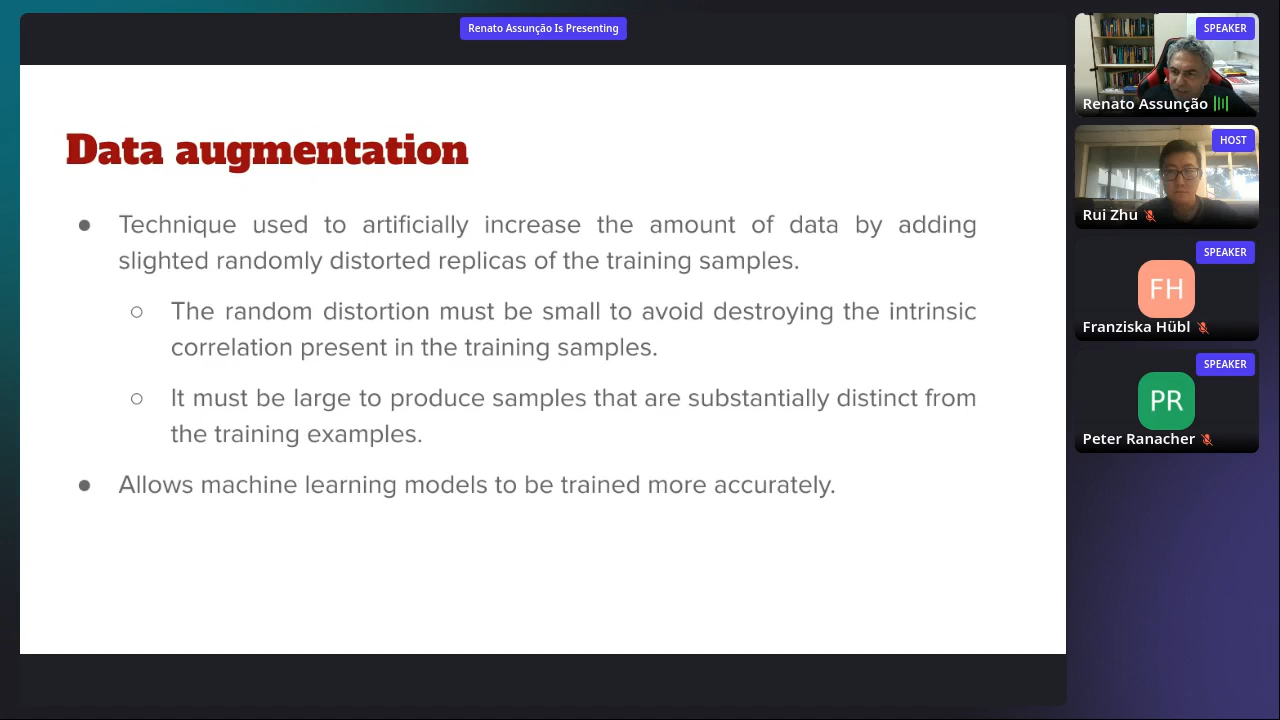 Renato Assunção Is Presenting
Data augmentation
● Technique used to artificially increase the amount of data by adding
slighted randomly distorted replicas of the training samples.
○ The random distortion must be small to avoid destroying the intrinsic
correlation present in the training samples.
○ It must be large to produce samples that are substantially distinct from
the training examples.
● Allows machine learning models to be trained more accurately.
SPEAKER
Renato Assunção
HOST
Rui Zhu
SPEAKER
FH
Franziska Hübl
SPEAKER
PR
Peter Ranacher